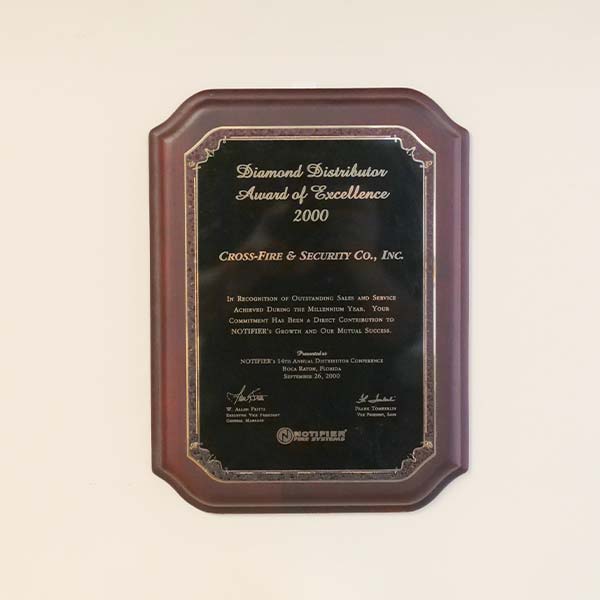 Diamond Distributor
Award of Excellence
2000
CROSS-FIRE & SECURITY CO., INC.
IN RECOGNITION OF OUTSTANDING SALES AND SERVICE
ACHIEVED DURING THE MILLENNIUM YEAR. YOUR
COMMITMENT HAS BEEN A DIRECT CONTRIBUTION TO
NOTIFIER'S GROWTH AND OUR MUTUAL SUCCESS.
Presented at
NOTIFIER'S 14TH ANNUAL DISTRIBUTOR CONFERENCE
BOCA RATON, FLORIDA
SEPTEMBER 26, 2000
W. ALLEN FRITTS
EXECUTIVE VICE PRESIDENT
GENERAL MANAGER
FRANK TOMBERLIN
VICE PRESIDENT, SALES
NOTIFIER
FIRE SYSTEMS